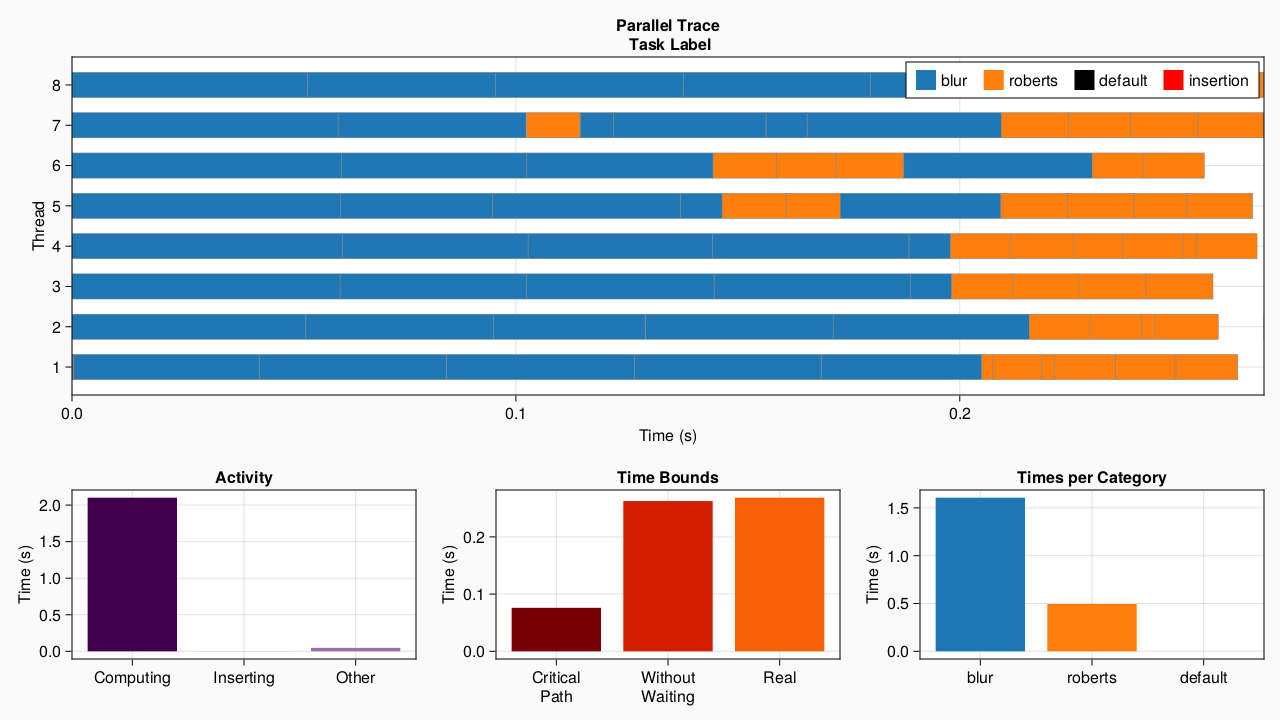 Parallel Trace
Task Label
blur roberts default insertion
Thread
8
7
6
5
4
3
2
1
0.0 0.1 0.2
Time (s)
Activity
Time (s)
2.0
1.5
1.0
0.5
0.0
Computing Inserting Other
Time Bounds
Time (s)
0.2
0.1
0.0
Critical Path
Without Waiting
Real
Times per Category
Time (s)
1.5
1.0
0.5
0.0
blur roberts default